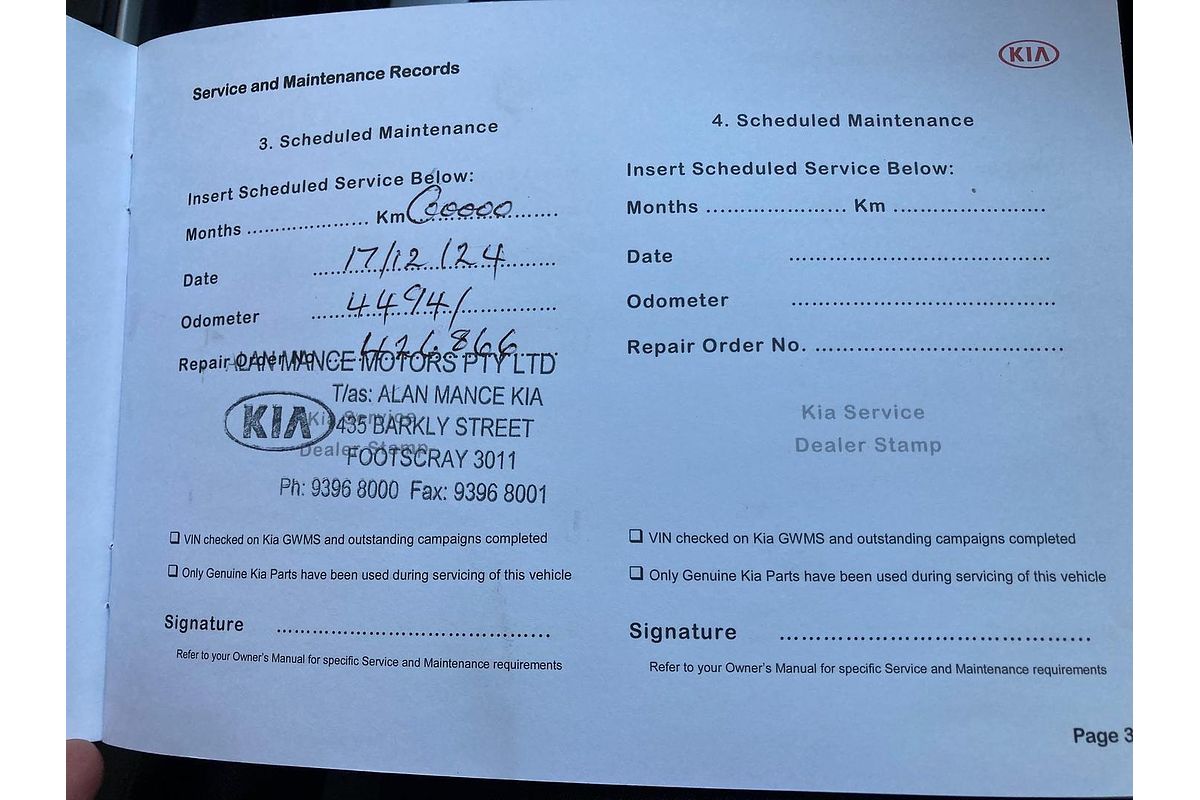 KIA
Service and Maintenance Records
3. Scheduled Maintenance
Insert Scheduled Service Below:
Months .................... Km 60000
Date 17/12/24
Odometer 44941
Repair Order No. 426866
ALAN MANCE MOTORS PTY LTD
T/as: ALAN MANCE KIA
KIA
Kia Service
435 BARKLY STREET
Dealer Stamp
FOOTSCRAY 3011
Ph: 9396 8000 Fax: 9396 8001
❑ VIN checked on Kia GWMS and outstanding campaigns completed
❑ Only Genuine Kia Parts have been used during servicing of this vehicle
Signature ........................................
Refer to your Owner's Manual for specific Service and Maintenance requirements
4. Scheduled Maintenance
Insert Scheduled Service Below:
Months ..................... Km .......................
Date .......................................
Odometer ........................................
Repair Order No. .....................................
Kia Service
Dealer Stamp
❑ VIN checked on Kia GWMS and outstanding campaigns completed
❑ Only Genuine Kia Parts have been used during servicing of this vehicle
Signature ..........................................
Refer to your Owner's Manual for specific Service and Maintenance requirements
Page 3